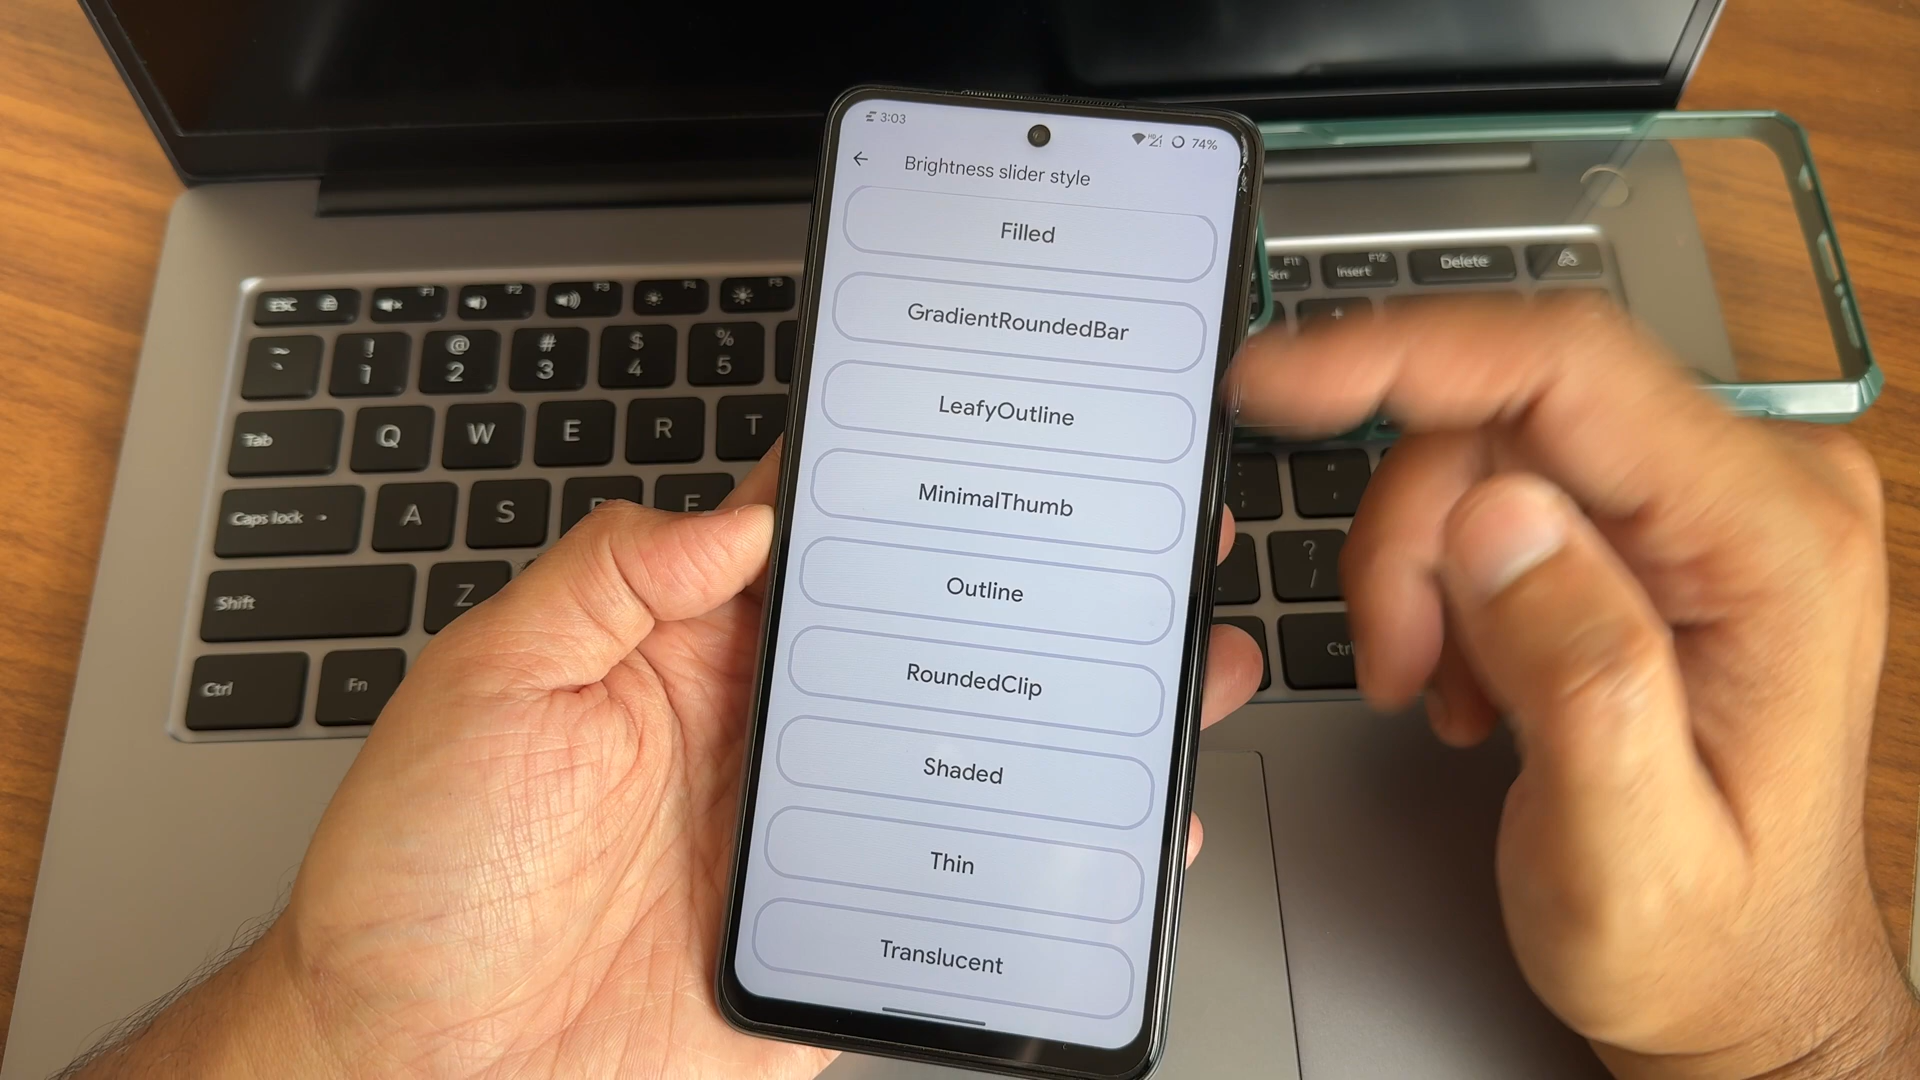 3:03
74%
Brightness slider style
Filled
GradientRoundedBar
LeafyOutline
MinimalThumb
Outline
RoundedClip
Shaded
Thin
Translucent
ESC F1 F2 F3 F4 F5
F11 Insert F12 Delete
~ ` ! 1 @ 2 # 3 $ 4 % 5
Tab Q W E R T
Caps lock A S
Shift Z ? /
Ctrl Fn Ctrl